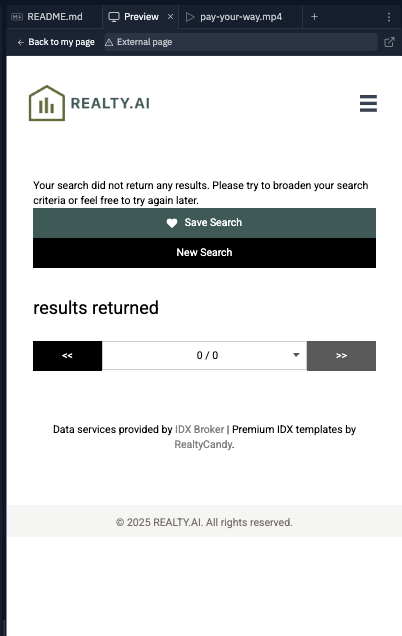 README.md
Preview
pay-your-way.mp4
Back to my page
External page
REALTY.AI
Your search did not return any results. Please try to broaden your search
criteria or feel free to try again later.
Save Search
New Search
results returned
<< 0 / 0 >>
Data services provided by IDX Broker | Premium IDX templates by
RealtyCandy.
© 2025 REALTY.AI. All rights reserved.